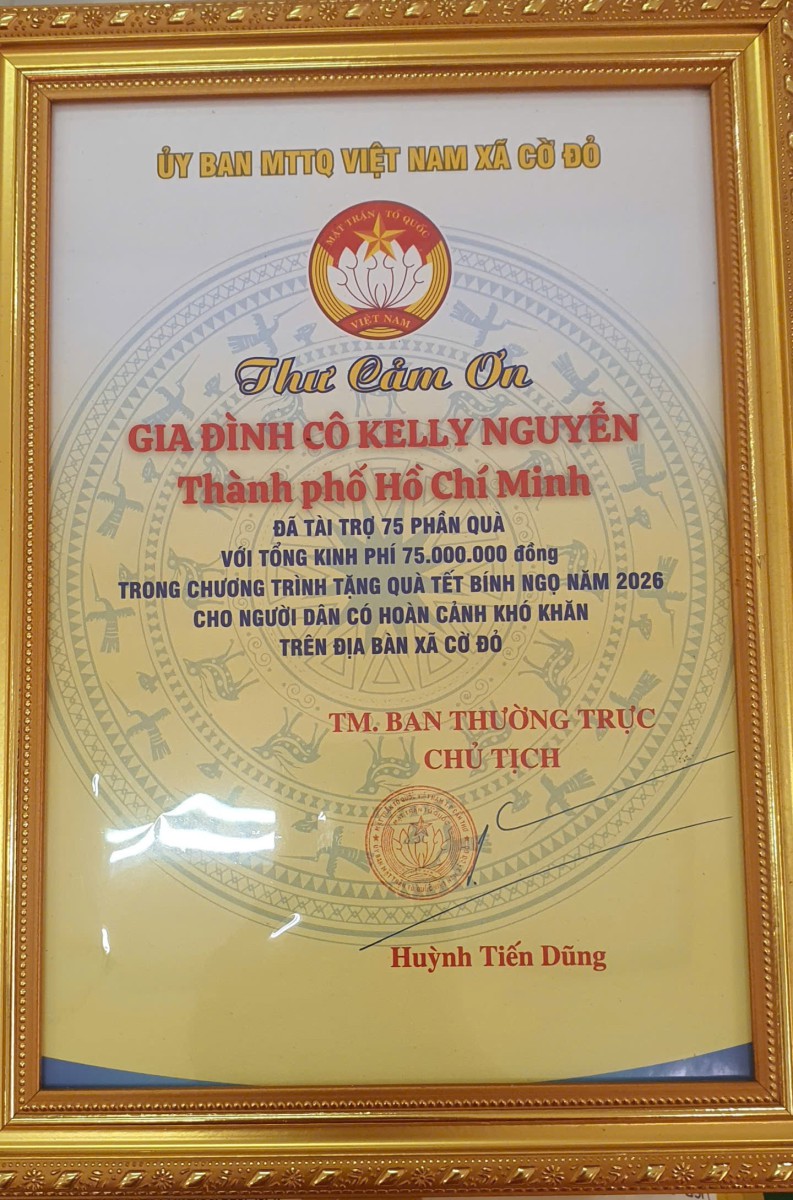 ỦY BAN MTTQ VIỆT NAM XÃ CỜ ĐỎ
MẶT TRẬN TỔ QUỐC
VIỆT NAM
Thư Cảm Ơn
GIA ĐÌNH CÔ KELLY NGUYỄN
Thành phố Hồ Chí Minh
ĐÃ TÀI TRỢ 75 PHẦN QUÀ
VỚI TỔNG KINH PHÍ 75.000.000 đồng
TRONG CHƯƠNG TRÌNH TẶNG QUÀ TẾT BÍNH NGỌ NĂM 2026
CHO NGƯỜI DÂN CÓ HOÀN CẢNH KHÓ KHĂN
TRÊN ĐỊA BÀN XÃ CỜ ĐỎ
TM. BAN THƯỜNG TRỰC
CHỦ TỊCH
Huỳnh Tiến Dũng